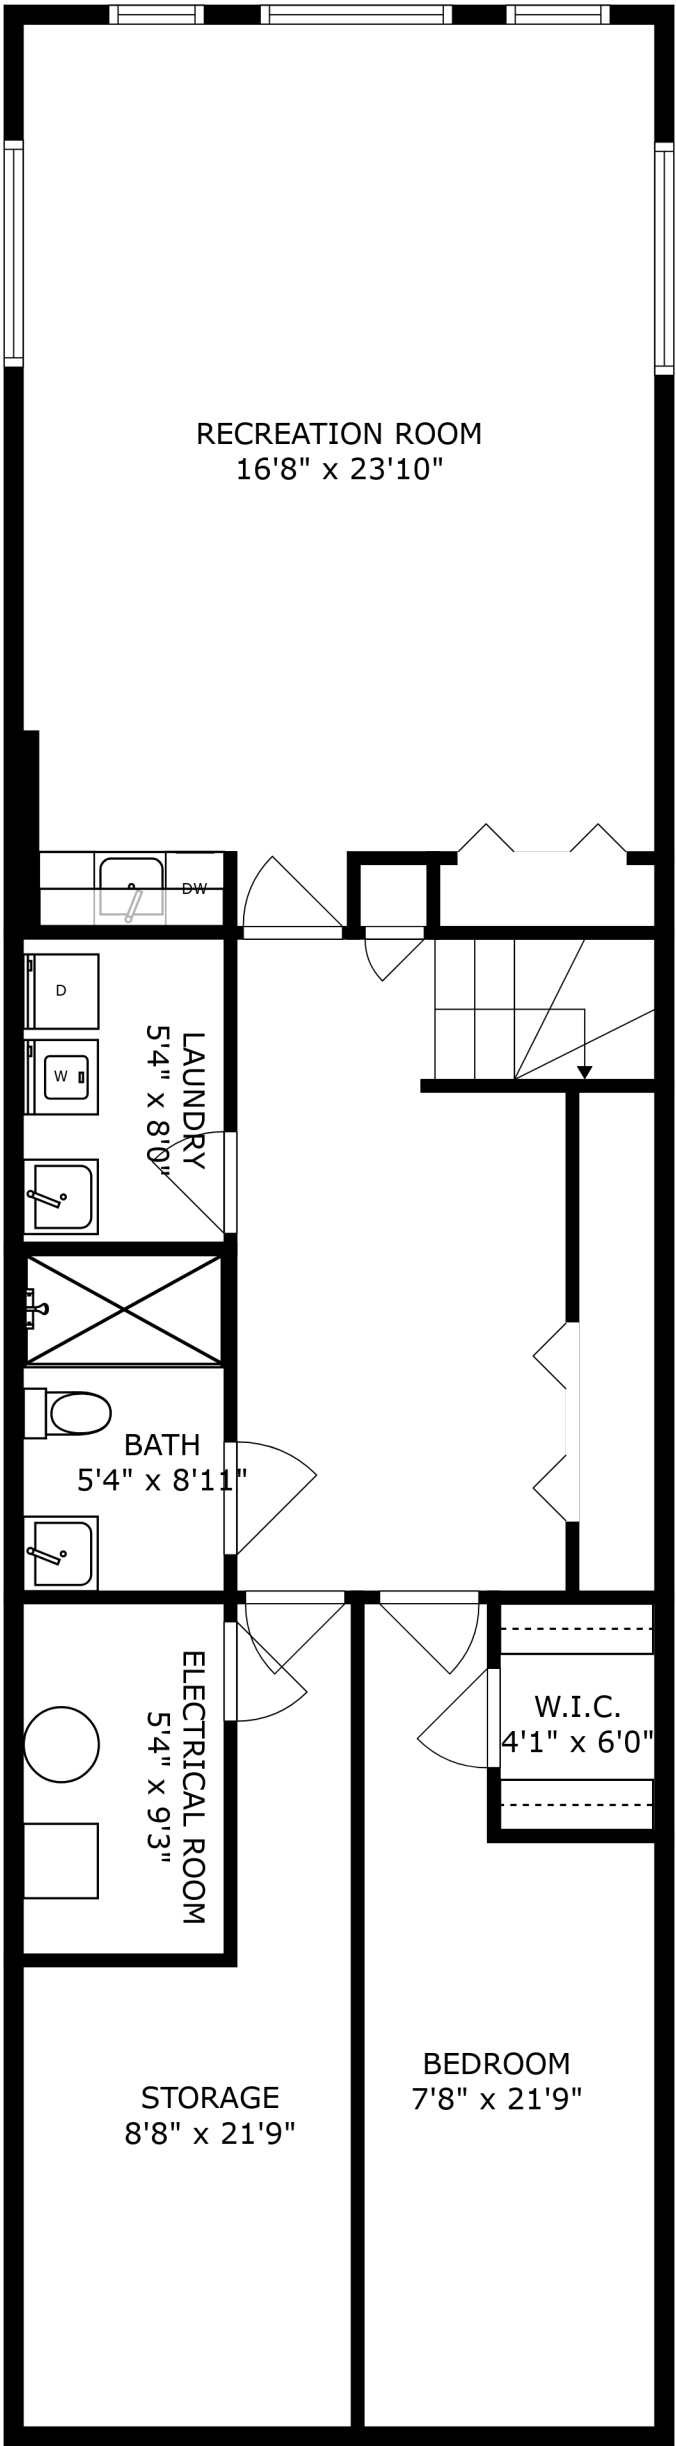 RECREATION ROOM
16'8" x 23'10"
DW
D
W
LAUNDRY
5'4" x 8'0"
BATH
5'4" x 8'11"
ELECTRICAL ROOM
5'4" x 9'3"
W.I.C.
4'1" x 6'0"
BEDROOM
7'8" x 21'9"
STORAGE
8'8" x 21'9"